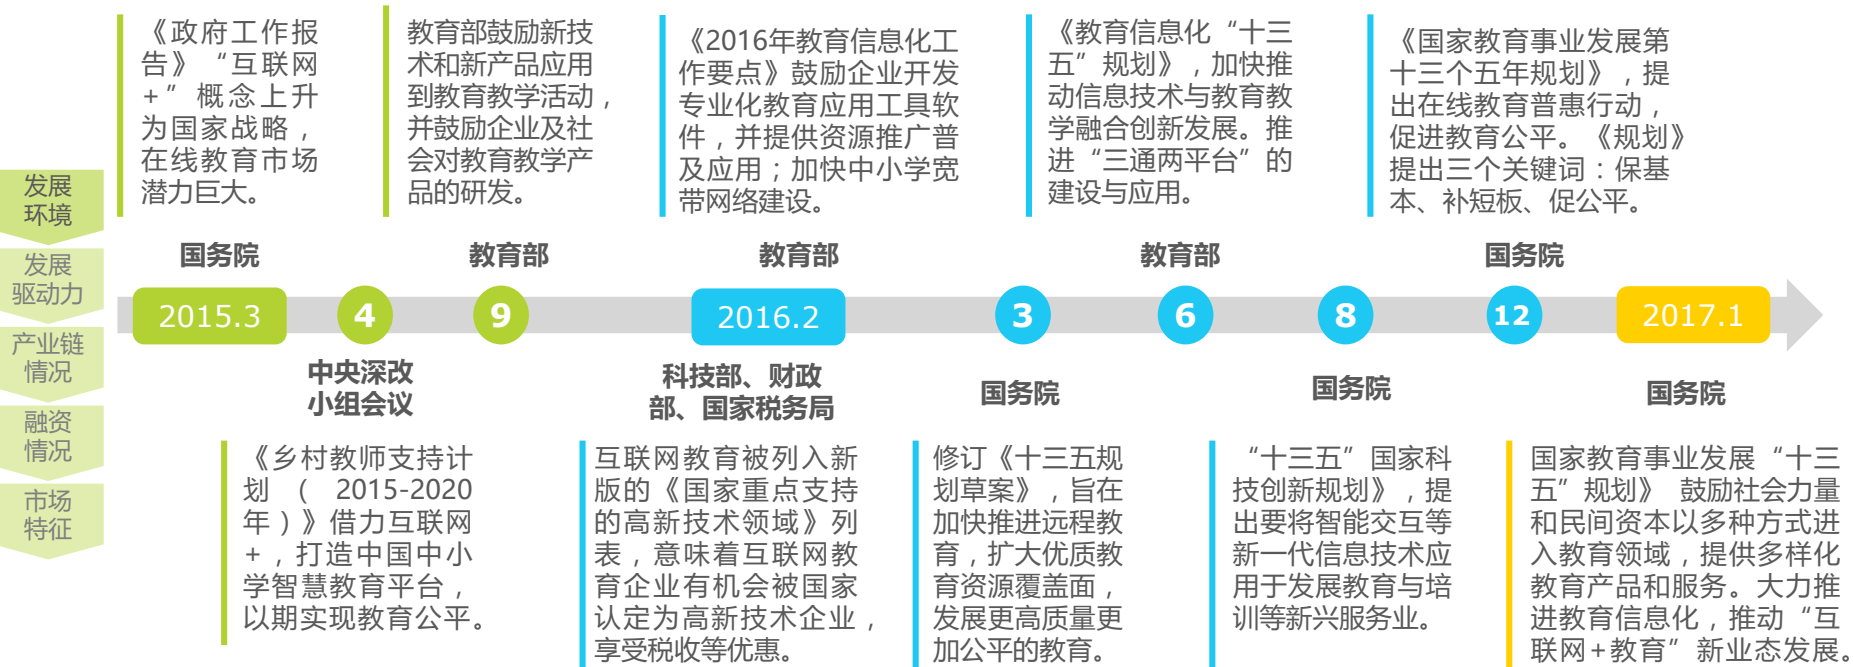 《政府工作报
告》“互联网
+”概念上升
为国家战略，
在线教育市场
潜力巨大。
教育部鼓励新技
术和新产品应用
到教育教学活动，
并鼓励企业及社
会对教育教学产
品的研发。
《2016年教育信息化工
作要点》鼓励企业开发
专业化教育应用工具软
件，并提供资源推广普
及应用；加快中小学宽
带网络建设。
《教育信息化“十三
五”规划》，加快推
动信息技术与教育教
学融合创新发展。推
进“三通两平台”的
建设与应用。
《国家教育事业发展第
十三个五年规划》，提
出在线教育普惠行动，
促进教育公平。《规划》
提出三个关键词：保基
本、补短板、促公平。
发展
环境
发展
驱动力
产业链
情况
融资
情况
市场
特征
国务院
教育部
教育部
教育部
国务院
2015.3
4
9
2016.2
3
6
8
12
2017.1
中央深改
小组会议
科技部、财政
部、国家税务局
国务院
国务院
国务院
《乡村教师支持计
划（2015-2020
年）》借力互联网
+，打造中国中小
学智慧教育平台，
以期实现教育公平。
互联网教育被列入新
版的《国家重点支持
的高新技术领域》列
表，意味着互联网教
育企业有机会被国家
认定为高新技术企业，
享受税收等优惠。
修订《十三五规
划草案》，旨在
加快推进远程教
育，扩大优质教
育资源覆盖面，
发展更高质量更
加公平的教育。
“十三五”国家科
技创新规划》，提
出要将智能交互等
新一代信息技术应
用于发展教育与培
训等新兴服务业。
国家教育事业发展“十三
五”规划》 鼓励社会力量
和民间资本以多种方式进
入教育领域，提供多样化
教育产品和服务。大力推
进教育信息化，推动“互
联网+教育”新业态发展。